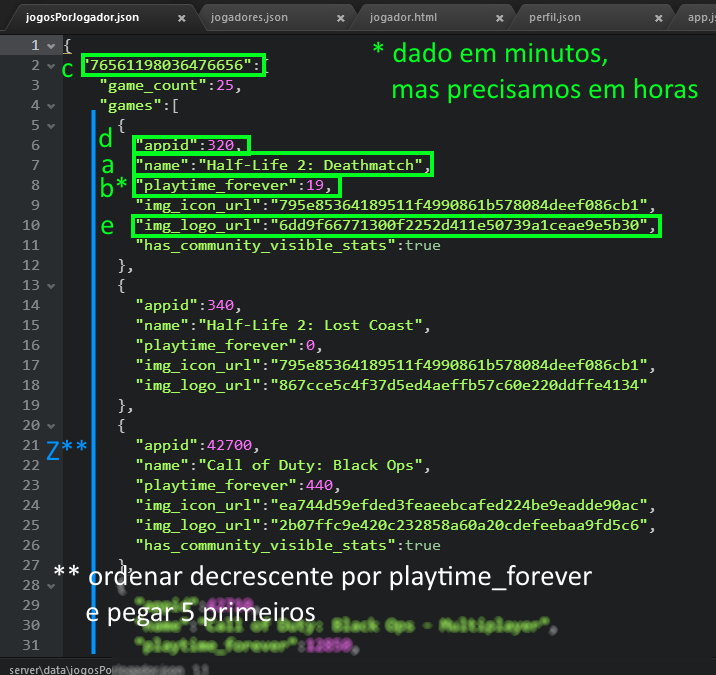 jogosPorJogador.json × jogadores.json × jogador.html × perfil.json × app.js
1 {
c 2 "76561198036476656":{
3 "game_count":25,
4 "games":[
5 {
d 6 "appid":320,
a 7 "name":"Half-Life 2: Deathmatch",
b* 8 "playtime_forever":19,
9 "img_icon_url":"795e85364189511f4990861b578084deef086cb1",
e 10 "img_logo_url":"6dd9f66771300f2252d411e50739a1ceae9e5b30",
11 "has_community_visible_stats":true
12 },
13 {
14 "appid":340,
15 "name":"Half-Life 2: Lost Coast",
16 "playtime_forever":0,
17 "img_icon_url":"795e85364189511f4990861b578084deef086cb1",
18 "img_logo_url":"867cce5c4f37d5ed4aeffb57c60e220ddffe4134"
19 },
20 {
Z** 21 "appid":42700,
22 "name":"Call of Duty: Black Ops",
23 "playtime_forever":440,
24 "img_icon_url":"ea744d59efded3feaeebcafed224be9eadde90ac",
25 "img_logo_url":"2b07ffc9e420c232858a60a20cdefeebaa9fd5c6",
26 "has_community_visible_stats":true
27 },
28
29 "appid":
30 "name":"Call of Duty: Black Ops - Multiplayer",
31 "playtime_forever":12850,
* dado em minutos,
mas precisamos em horas
** ordenar decrescente por playtime_forever
e pegar 5 primeiros
server\data\jogosPorJogador.json